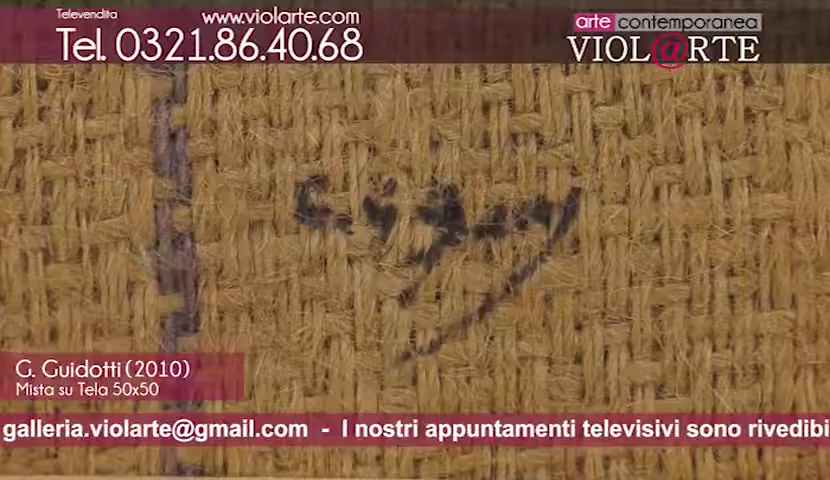 Televendita
www.violarte.com
Tel. 0321.86.40.68
arte contemporanea
VIOL@RTE
G. Guidotti (2010)
Mista su Tela 50x50
galleria.violarte@gmail.com - I nostri appuntamenti televisivi sono rivedibi